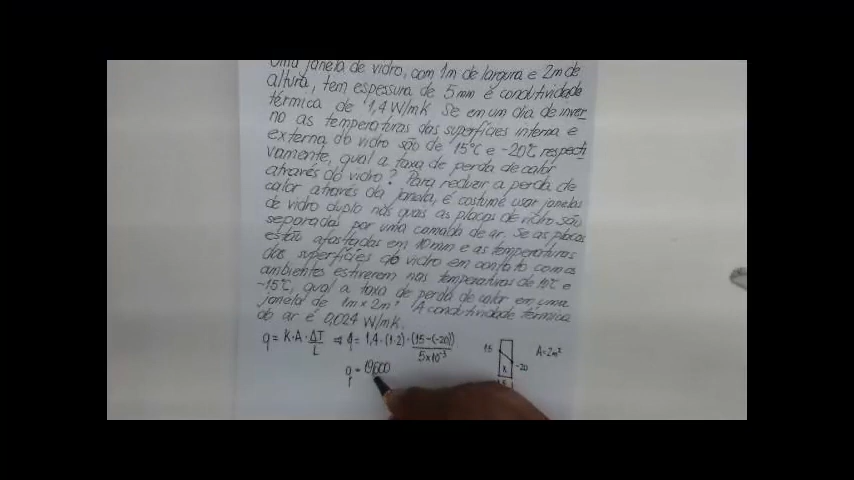 Uma janela de vidro, com 1m de largura e 2m de
altura, tem espessura de 5mm e condutividade
térmica de 1,4 W/mK. Se em um dia de inver-
no as temperaturas das superfícies interna e
externa do vidro são de 15°C e -20°C respecti-
vamente, qual a taxa de perda de calor
através do vidro? Para reduzir a perda de
calor através da janela, é costume usar janelas
de vidro duplo nas quais as placas de vidro são
separadas por uma camada de ar. Se as placas
estão afastadas em 10mm e as temperaturas
das superfícies do vidro em contato com os
ambientes estiverem nas temperaturas de 10°C e
-15°C, qual a taxa de perda de calor em uma
janela de 1m x 2m? A condutividade térmica
do ar é 0,024 W/mK.
q = K·A·ΔT/L ⇒ q = 1,4·(1·2)·(15-(-20))/5x10⁻³
15 -20 x A=2m²
q = 19600